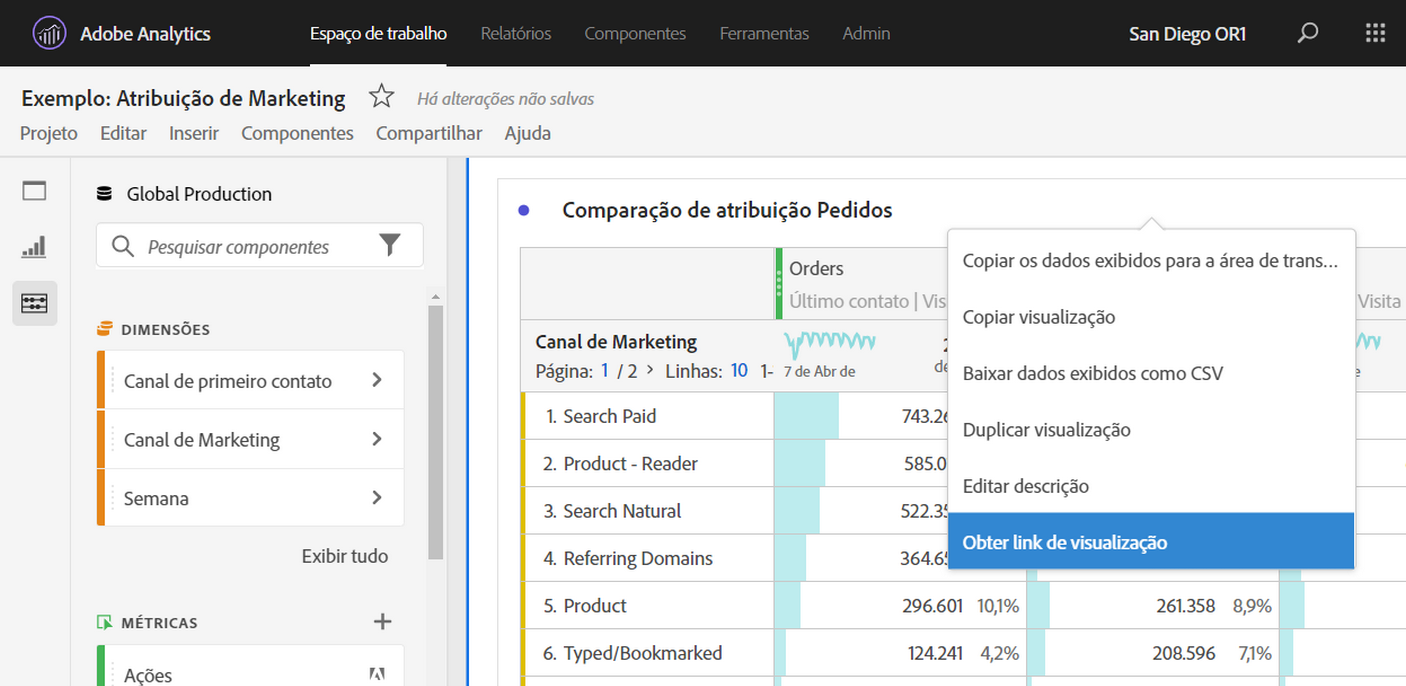 Adobe Analytics Espaço de trabalho Relatórios Componentes Ferramentas Admin San Diego OR1
Exemplo: Atribuição de Marketing Há alterações não salvas
Projeto Editar Inserir Componentes Compartilhar Ajuda
Global Production
Pesquisar componentes
DIMENSÕES
Canal de primeiro contato
Canal de Marketing
Semana
Exibir tudo
MÉTRICAS
Ações
Comparação de atribuição Pedidos
Orders
Último contato | Vis
Visita
Canal de Marketing
Página: 1 / 2 > Linhas: 10 1-
7 de Abr de
de
1. Search Paid 743.26
2. Product - Reader 585.0
3. Search Natural 522.35
4. Referring Domains 364.65
5. Product 296.601 10,1% 261.358 8,9%
6. Typed/Bookmarked 124.241 4,2% 208.596 7,1%
Copiar os dados exibidos para a área de trans...
Copiar visualização
Baixar dados exibidos como CSV
Duplicar visualização
Editar descrição
Obter link de visualização